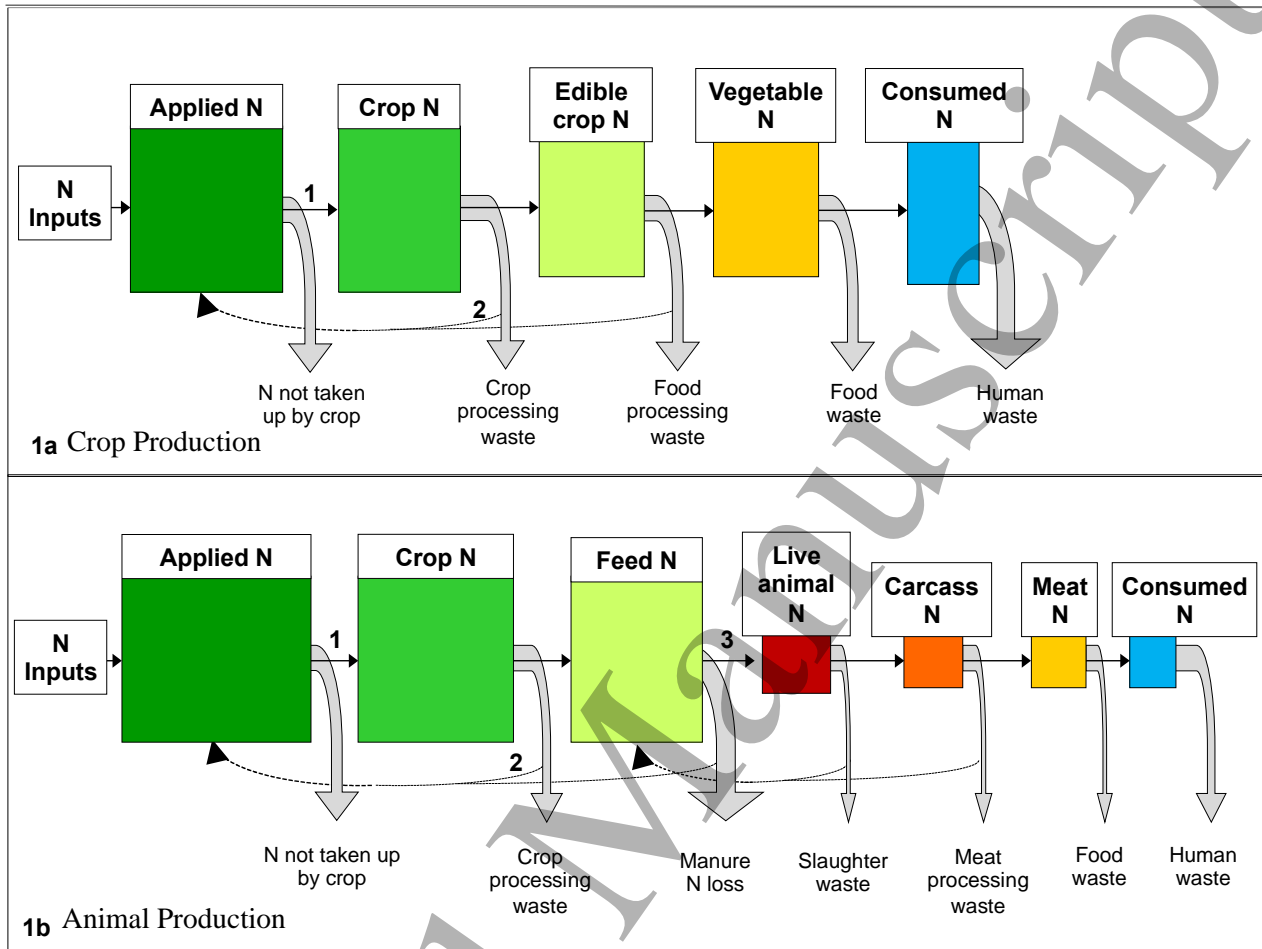 Applied N
Crop N
Edible
crop N
Vegetable
N
Consumed
N
N
Inputs
1
2
N not taken
up by crop
Crop
processing
waste
Food
processing
waste
Food
waste
Human
waste
1a Crop Production
Applied N
Crop N
Feed N
Live
animal
N
Carcass
N
Meat
N
Consumed
N
N
Inputs
1
3
2
N not taken up
by crop
Crop
processing
waste
Manure
N loss
Slaughter
waste
Meat
processing
waste
Food
waste
Human
waste
1b Animal Production
Manuscript